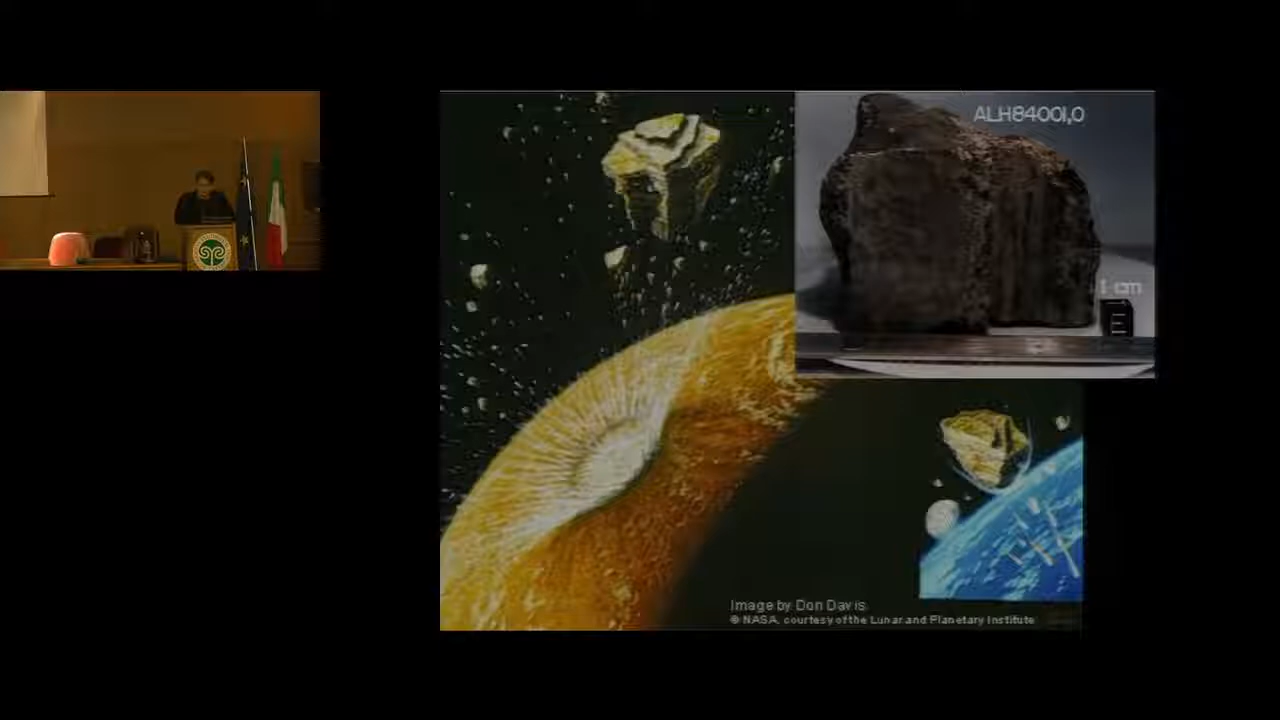 ALH84001,0
1 cm
Image by Don Davis
© NASA, courtesy of the Lunar and Planetary Institute